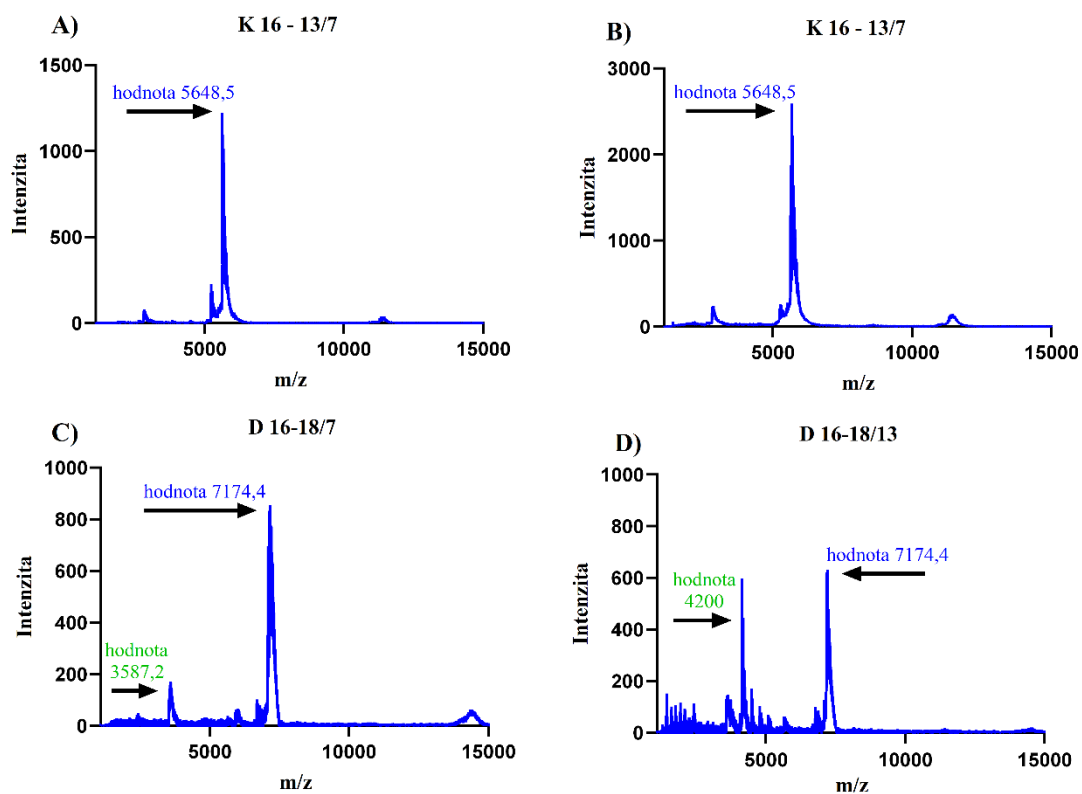 A)
K 16 - 13/7
1500
1000
500
0
Intenzita
hodnota 5648,5
5000
10000
15000
m/z
B)
K 16 - 13/7
3000
2000
1000
0
Intenzita
hodnota 5648,5
5000
10000
15000
m/z
C)
D 16-18/7
1000
800
600
400
200
0
Intenzita
hodnota 7174,4
hodnota
3587,2
5000
10000
15000
m/z
D)
D 16-18/13
1000
800
600
400
200
0
Intenzita
hodnota 7174,4
hodnota
4200
5000
10000
15000
m/z